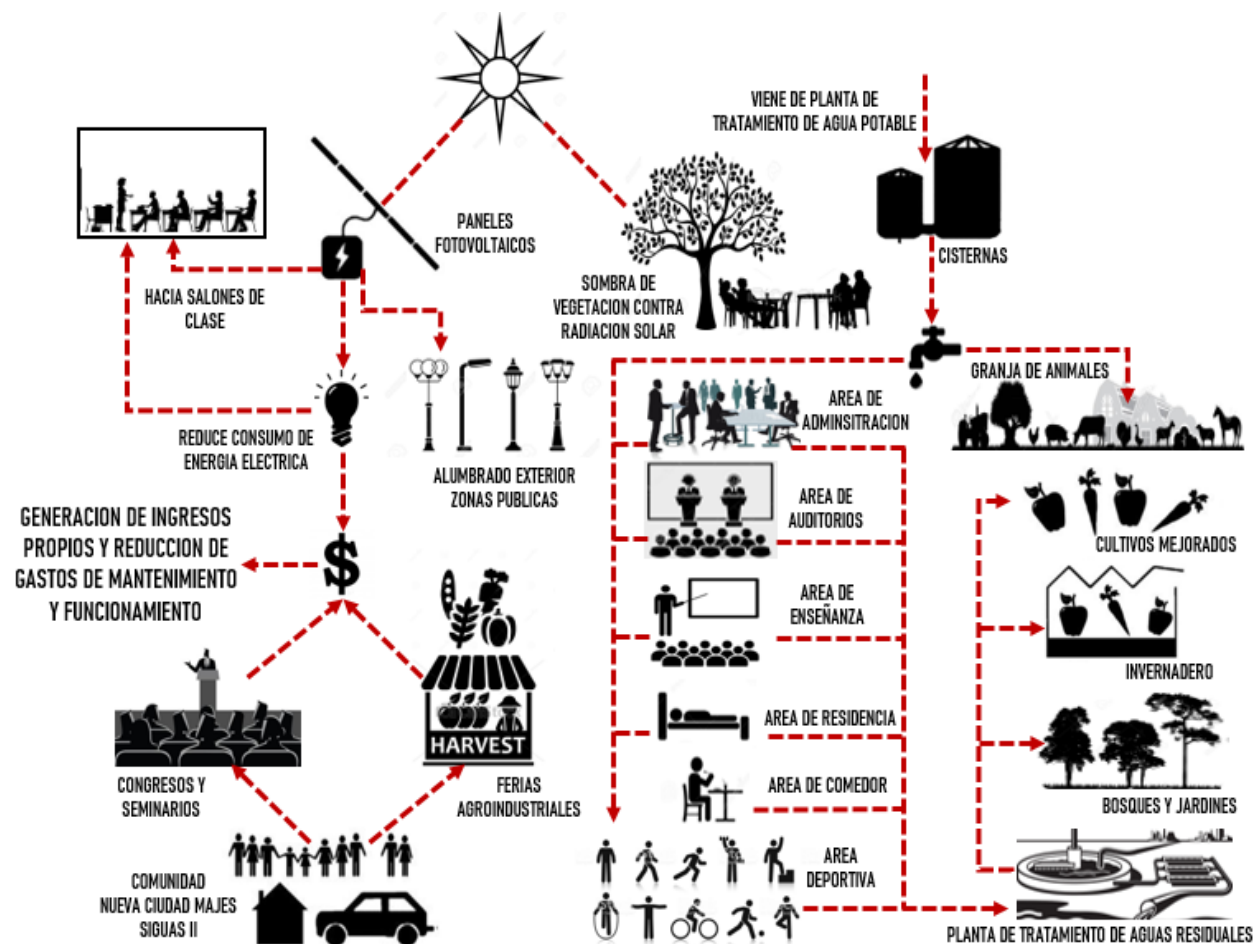 VIENE DE PLANTA DE
TRATAMIENTO DE AGUA POTABLE
PANELES
FOTOVOLTAICOS
CISTERNAS
HACIA SALONES DE
CLASE
SOMBRA DE
VEGETACION CONTRA
RADIACION SOLAR
GRANJA DE ANIMALES
AREA DE
ADMINSITRACION
REDUCE CONSUMO DE
ENERGIA ELECTRICA
ALUMBRADO EXTERIOR
ZONAS PUBLICAS
AREA DE
AUDITORIOS
CULTIVOS MEJORADOS
GENERACION DE INGRESOS
PROPIOS Y REDUCCION DE
GASTOS DE MANTENIMIENTO
Y FUNCIONAMIENTO
$
AREA DE
ENSEÑANZA
INVERNADERO
HARVEST
AREA DE RESIDENCIA
CONGRESOS Y
SEMINARIOS
FERIAS
AGROINDUSTRIALES
AREA DE COMEDOR
BOSQUES Y JARDINES
AREA
DEPORTIVA
COMUNIDAD
NUEVA CIUDAD MAJES
SIGUAS II
PLANTA DE TRATAMIENTO DE AGUAS RESIDUALES